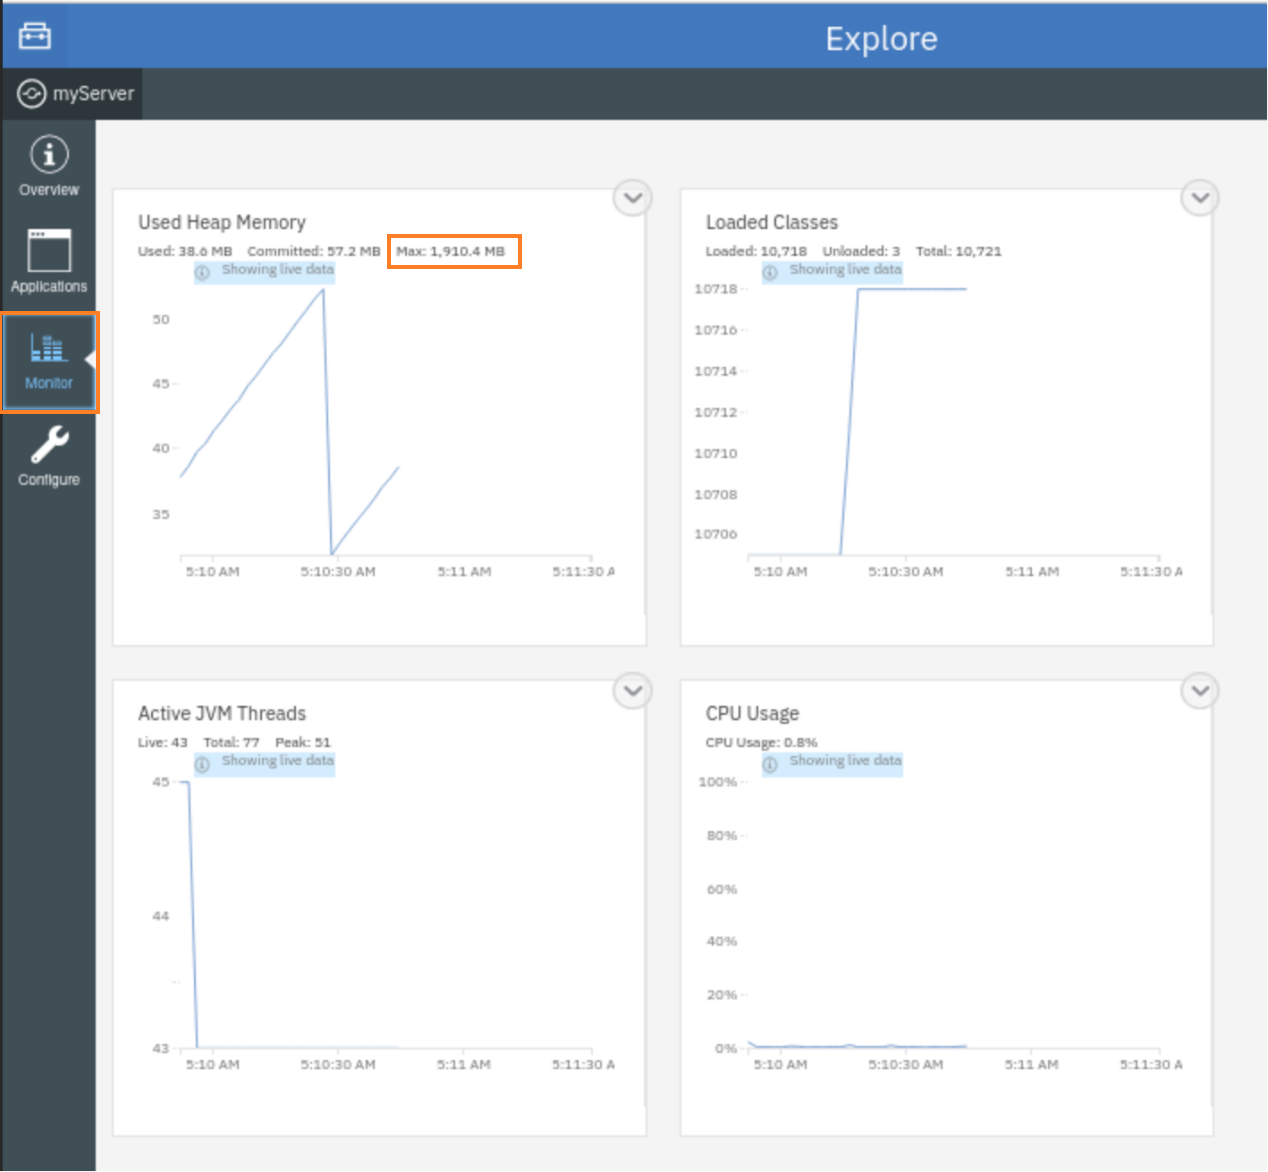 Explore
myServer
Overview
Applications
Monitor
Configure
Used Heap Memory
Used: 38.6 MB Committed: 57.2 MB Max: 1,910.4 MB
Showing live data
50
45
40
35
5:10 AM 5:10:30 AM 5:11 AM 5:11:30 A
Loaded Classes
Loaded: 10,718 Unloaded: 3 Total: 10,721
Showing live data
10718
10716
10714
10712
10710
10708
10706
5:10 AM 5:10:30 AM 5:11 AM 5:11:30 A
Active JVM Threads
Live: 43 Total: 77 Peak: 51
Showing live data
45
44
43
5:10 AM 5:10:30 AM 5:11 AM 5:11:30 A
CPU Usage
CPU Usage: 0.8%
Showing live data
100%
80%
60%
40%
20%
0%
5:10 AM 5:10:30 AM 5:11 AM 5:11:30 A